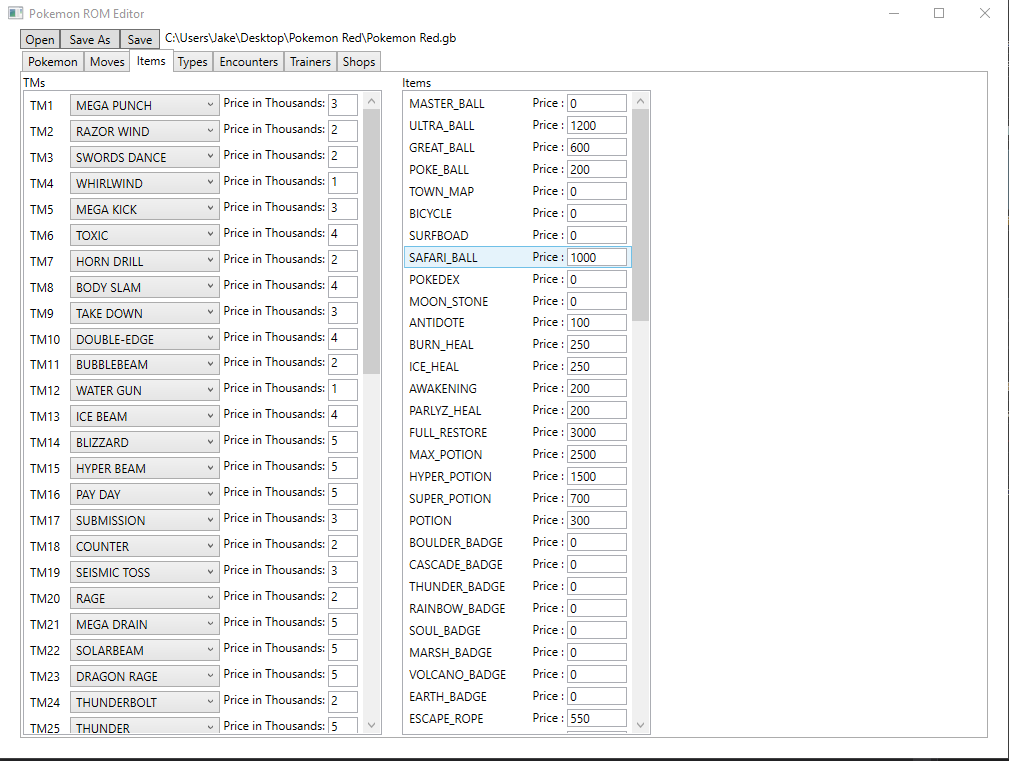 Pokemon ROM Editor
Open Save As Save C:\Users\Jake\Desktop\Pokemon Red\Pokemon Red.gb
Pokemon Moves Items Types Encounters Trainers Shops
TMs
TM1 MEGA PUNCH Price in Thousands: 3
TM2 RAZOR WIND Price in Thousands: 2
TM3 SWORDS DANCE Price in Thousands: 2
TM4 WHIRLWIND Price in Thousands: 1
TM5 MEGA KICK Price in Thousands: 3
TM6 TOXIC Price in Thousands: 4
TM7 HORN DRILL Price in Thousands: 2
TM8 BODY SLAM Price in Thousands: 4
TM9 TAKE DOWN Price in Thousands: 3
TM10 DOUBLE-EDGE Price in Thousands: 4
TM11 BUBBLEBEAM Price in Thousands: 2
TM12 WATER GUN Price in Thousands: 1
TM13 ICE BEAM Price in Thousands: 4
TM14 BLIZZARD Price in Thousands: 5
TM15 HYPER BEAM Price in Thousands: 5
TM16 PAY DAY Price in Thousands: 5
TM17 SUBMISSION Price in Thousands: 3
TM18 COUNTER Price in Thousands: 2
TM19 SEISMIC TOSS Price in Thousands: 3
TM20 RAGE Price in Thousands: 2
TM21 MEGA DRAIN Price in Thousands: 5
TM22 SOLARBEAM Price in Thousands: 5
TM23 DRAGON RAGE Price in Thousands: 5
TM24 THUNDERBOLT Price in Thousands: 2
TM25 THUNDER Price in Thousands: 5
Items
MASTER_BALL Price : 0
ULTRA_BALL Price : 1200
GREAT_BALL Price : 600
POKE_BALL Price : 200
TOWN_MAP Price : 0
BICYCLE Price : 0
SURFBOAD Price : 0
SAFARI_BALL Price : 1000
POKEDEX Price : 0
MOON_STONE Price : 0
ANTIDOTE Price : 100
BURN_HEAL Price : 250
ICE_HEAL Price : 250
AWAKENING Price : 200
PARLYZ_HEAL Price : 200
FULL_RESTORE Price : 3000
MAX_POTION Price : 2500
HYPER_POTION Price : 1500
SUPER_POTION Price : 700
POTION Price : 300
BOULDER_BADGE Price : 0
CASCADE_BADGE Price : 0
THUNDER_BADGE Price : 0
RAINBOW_BADGE Price : 0
SOUL_BADGE Price : 0
MARSH_BADGE Price : 0
VOLCANO_BADGE Price : 0
EARTH_BADGE Price : 0
ESCAPE_ROPE Price : 550